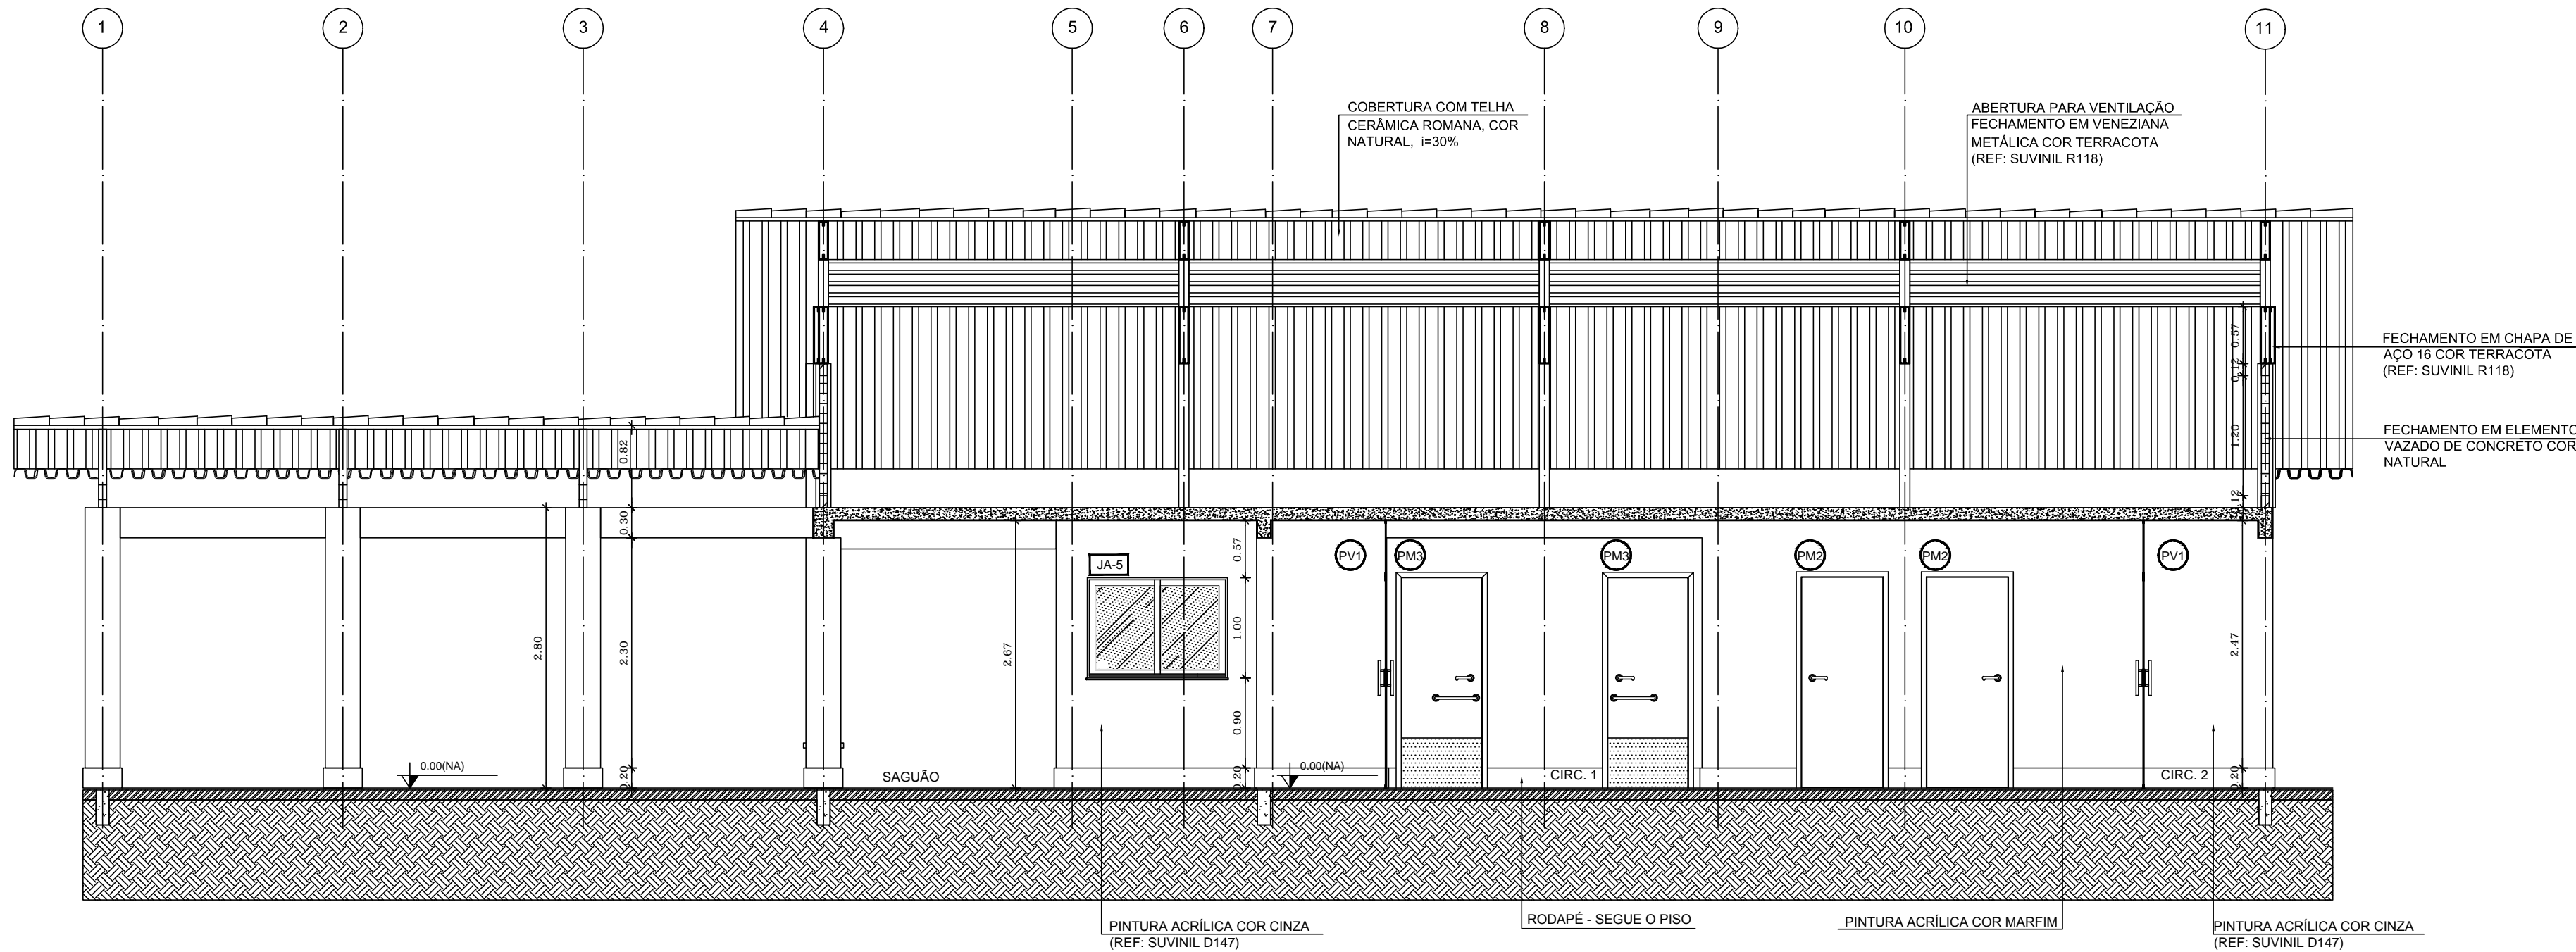 1
2
3
4
5
6
7
8
9
10
11
COBERTURA COM TELHA
CERÂMICA ROMANA, COR
NATURAL, i=30%
ABERTURA PARA VENTILAÇÃO
FECHAMENTO EM VENEZIANA
METÁLICA COR TERRACOTA
(REF: SUVINIL R118)
FECHAMENTO EM CHAPA DE
AÇO 16 COR TERRACOTA
(REF: SUVINIL R118)
FECHAMENTO EM ELEMENTO
VAZADO DE CONCRETO COR
NATURAL
0.82
0.30
2.80
2.30
0.20
2.67
0.57
1.00
0.90
0.20
0.57
0.12
1.20
.12
2.47
0.20
JA-5
PV1
PM3
PM3
PM2
PM2
PV1
0.00(NA)
SAGUÃO
0.00(NA)
CIRC. 1
CIRC. 2
PINTURA ACRÍLICA COR CINZA
(REF: SUVINIL D147)
RODAPÉ - SEGUE O PISO
PINTURA ACRÍLICA COR MARFIM
PINTURA ACRÍLICA COR CINZA
(REF: SUVINIL D147)